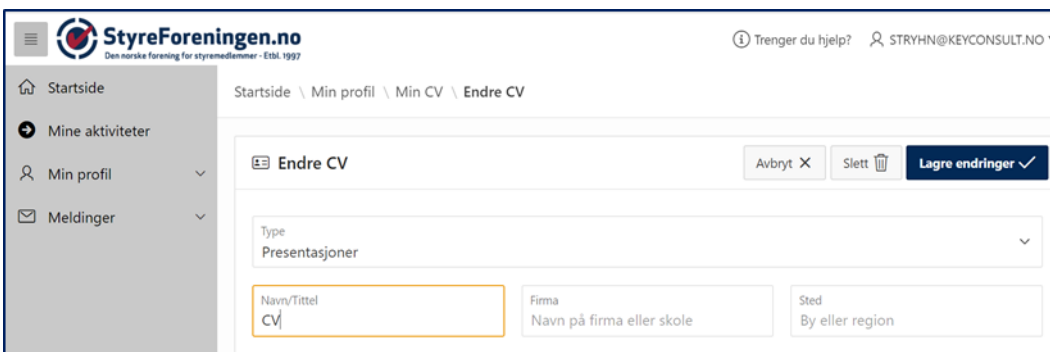 StyreForeningen.no
Den norske forening for styremedlemmer - Etbl. 1997
Trenger du hjelp? STRYHN@KEYCONSULT.NO
Startside
Mine aktiviteter
Min profil
Meldinger
Startside \ Min profil \ Min CV \ Endre CV
Endre CV
Avbryt Slett Lagre endringer
Type
Presentasjoner
Navn/Tittel
CV
Firma
Navn på firma eller skole
Sted
By eller region